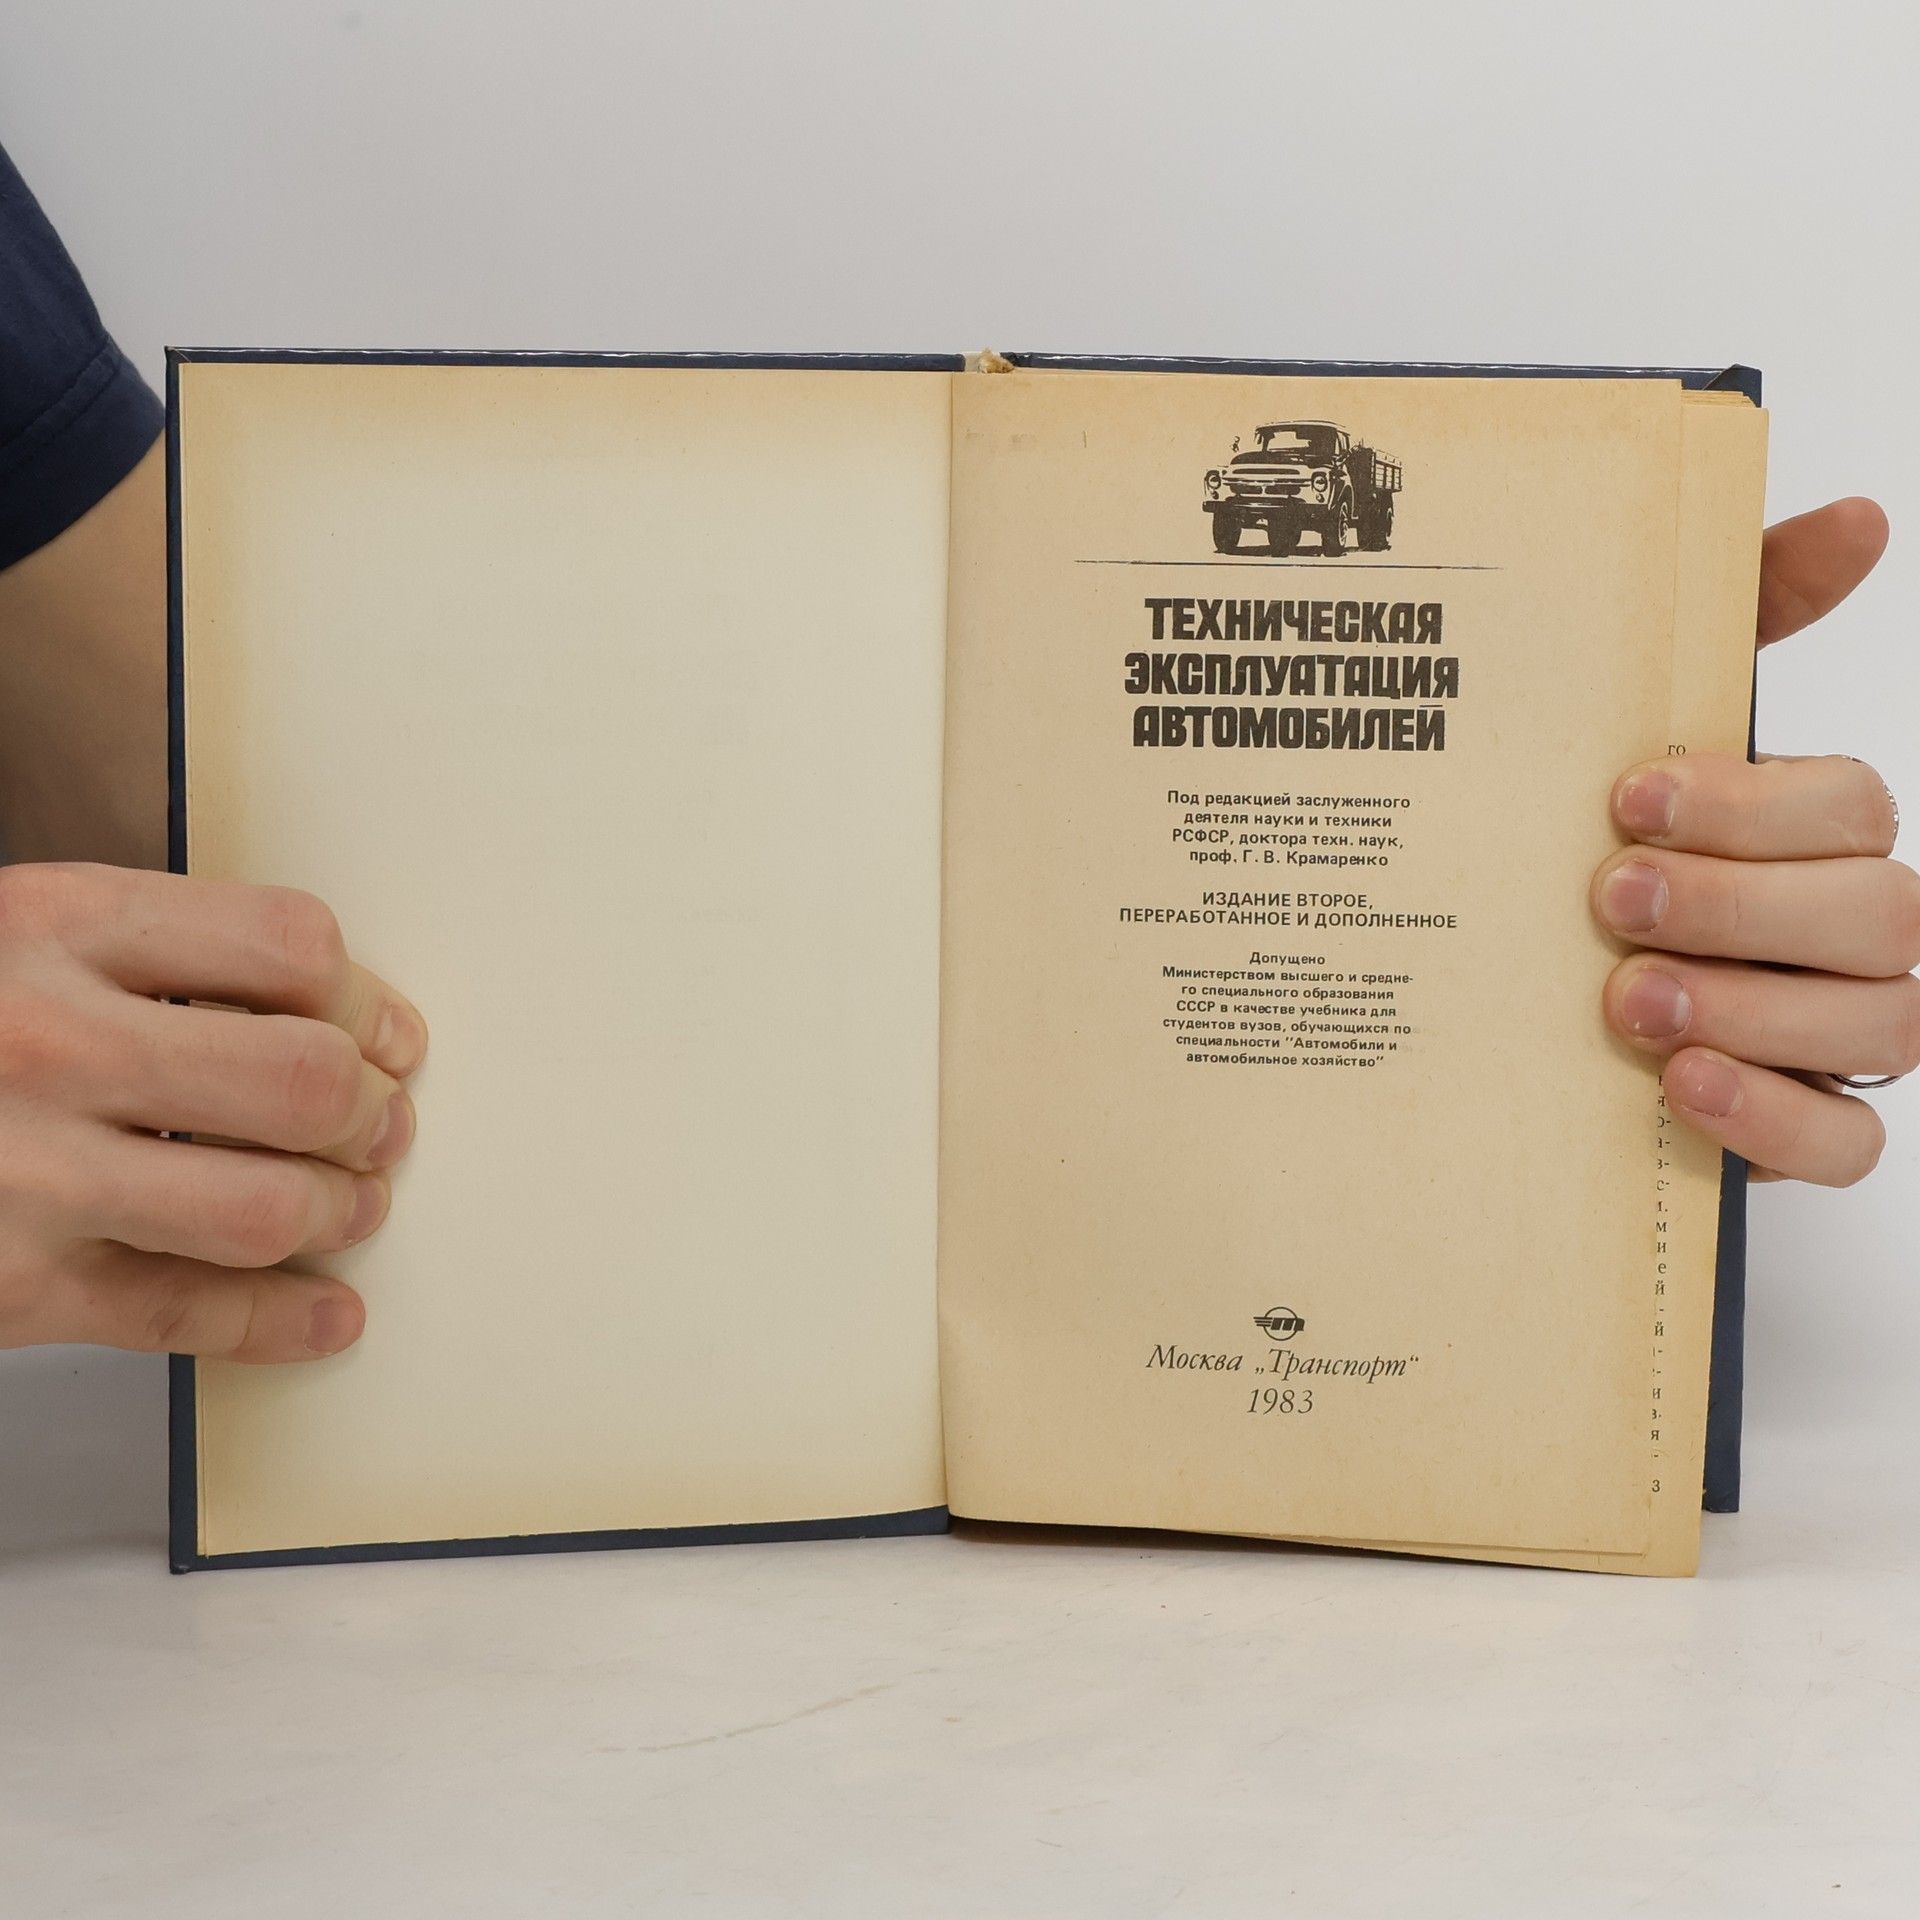 ТЕХНИЧЕСКАЯ
ЭКСПЛУАТАЦИЯ
АВТОМОБИЛЕЙ
Под редакцией заслуженного
деятеля науки и техники
РСФСР, доктора техн. наук,
проф. Г. В. Крамаренко
ИЗДАНИЕ ВТОРОЕ,
ПЕРЕРАБОТАННОЕ И ДОПОЛНЕННОЕ
Допущено
Министерством высшего и средне-
го специального образования
СССР в качестве учебника для
студентов вузов, обучающихся по
специальности "Автомобили и
автомобильное хозяйство"
Москва „Транспорт“
1983
го
я
о-
а-
в-
с-
м
и
е
й
-
й
и
в-
я
-
3